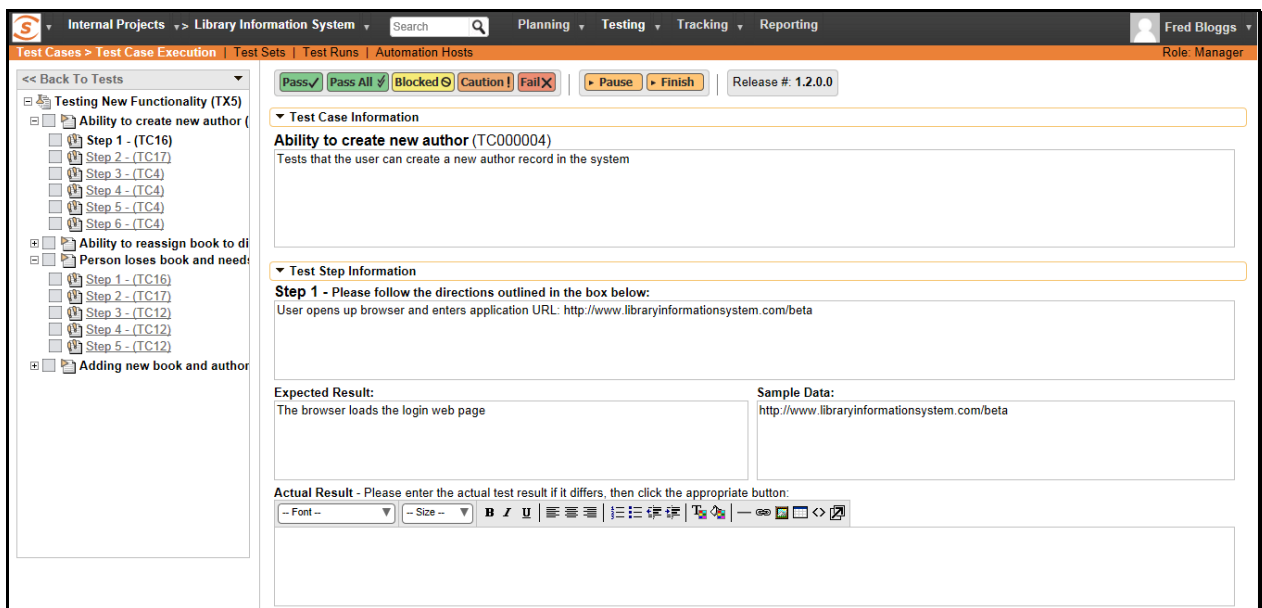 Internal Projects > Library Information System Search Planning Testing Tracking Reporting Fred Bloggs
Test Cases > Test Case Execution | Test Sets | Test Runs | Automation Hosts Role: Manager
<< Back To Tests
Testing New Functionality (TX5)
Ability to create new author (
Step 1 - (TC16)
Step 2 - (TC17)
Step 3 - (TC4)
Step 4 - (TC4)
Step 5 - (TC4)
Step 6 - (TC4)
Ability to reassign book to di
Person loses book and needs
Step 1 - (TC16)
Step 2 - (TC17)
Step 3 - (TC12)
Step 4 - (TC12)
Step 5 - (TC12)
Adding new book and author
Pass Pass All Blocked Caution! Fail Pause Finish Release #: 1.2.0.0
Test Case Information
Ability to create new author (TC000004)
Tests that the user can create a new author record in the system
Test Step Information
Step 1 - Please follow the directions outlined in the box below:
User opens up browser and enters application URL: http://www.libraryinformationsystem.com/beta
Expected Result: Sample Data:
The browser loads the login web page http://www.libraryinformationsystem.com/beta
Actual Result - Please enter the actual test result if it differs, then click the appropriate button:
-- Font -- -- Size -- B I U